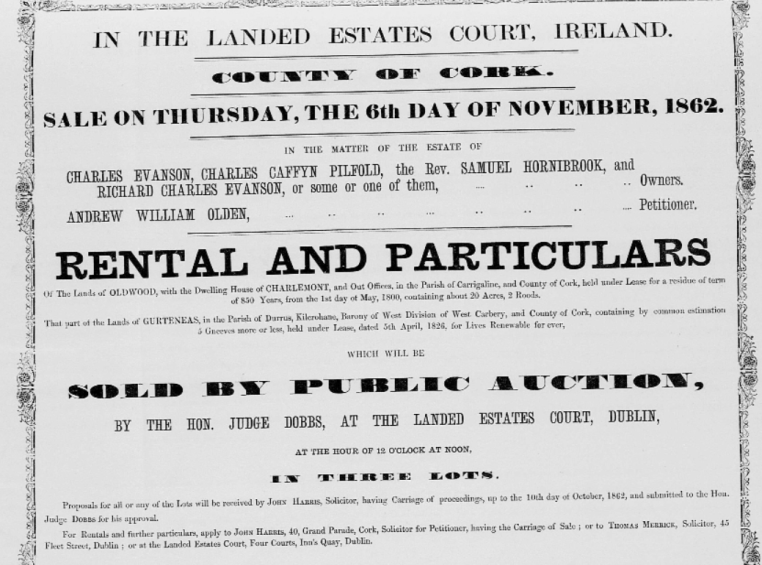 IN THE LANDED ESTATES COURT, IRELAND.
COUNTY OF CORK.
SALE ON THURSDAY, THE 6th DAY OF NOVEMBER, 1862.
IN THE MATTER OF THE ESTATE OF
CHARLES EVANSON, CHARLES CAFFYN PILFOLD, the Rev. SAMUEL HORNIBROOK, and
RICHARD CHARLES EVANSON, or some or one of them, ... .. .. .. Owners.
ANDREW WILLIAM OLDEN, ... .. .. ... .. .. .. ... Petitioner.
RENTAL AND PARTICULARS
Of The Lands of OLDWOOD, with the Dwelling House of CHARLEMONT, and Out Offices, in the Parish of Carrigaline, and County of Cork, held under Lease for a residue of term
of 850 Years, from the 1st day of May, 1800, containing about 20 Acres, 2 Roods.
That part of the Lands of GURTENEAS, in the Parish of Durrus, Kilcrohane, Barony of West Division of West Carbery, and County of Cork, containing by common estimation
5 Gneeves more or less, held under Lease, dated 5th April, 1826, for Lives Renewable for ever,
WHICH WILL BE
SOLD BY PUBLIC AUCTION,
BY THE HON. JUDGE DOBBS, AT THE LANDED ESTATES COURT, DUBLIN,
AT THE HOUR OF 12 O'CLOCK AT NOON,
IN THREE LOTS.
Proposals for all or any of the Lots will be received by JOHN HARRIS, Solicitor, having Carriage of proceedings, up to the 10th day of October, 1862, and submitted to the Hon.
Judge DOBBS for his approval.
For Rentals and further particulars, apply to JOHN HARRIS, 40, Grand Parade, Cork, Solicitor for Petitioner, having the Carriage of Sale ; or to THOMAS MERRICK, Solicitor, 45
Fleet Street, Dublin ; or at the Landed Estates Court, Four Courts, Inn's Quay, Dublin.